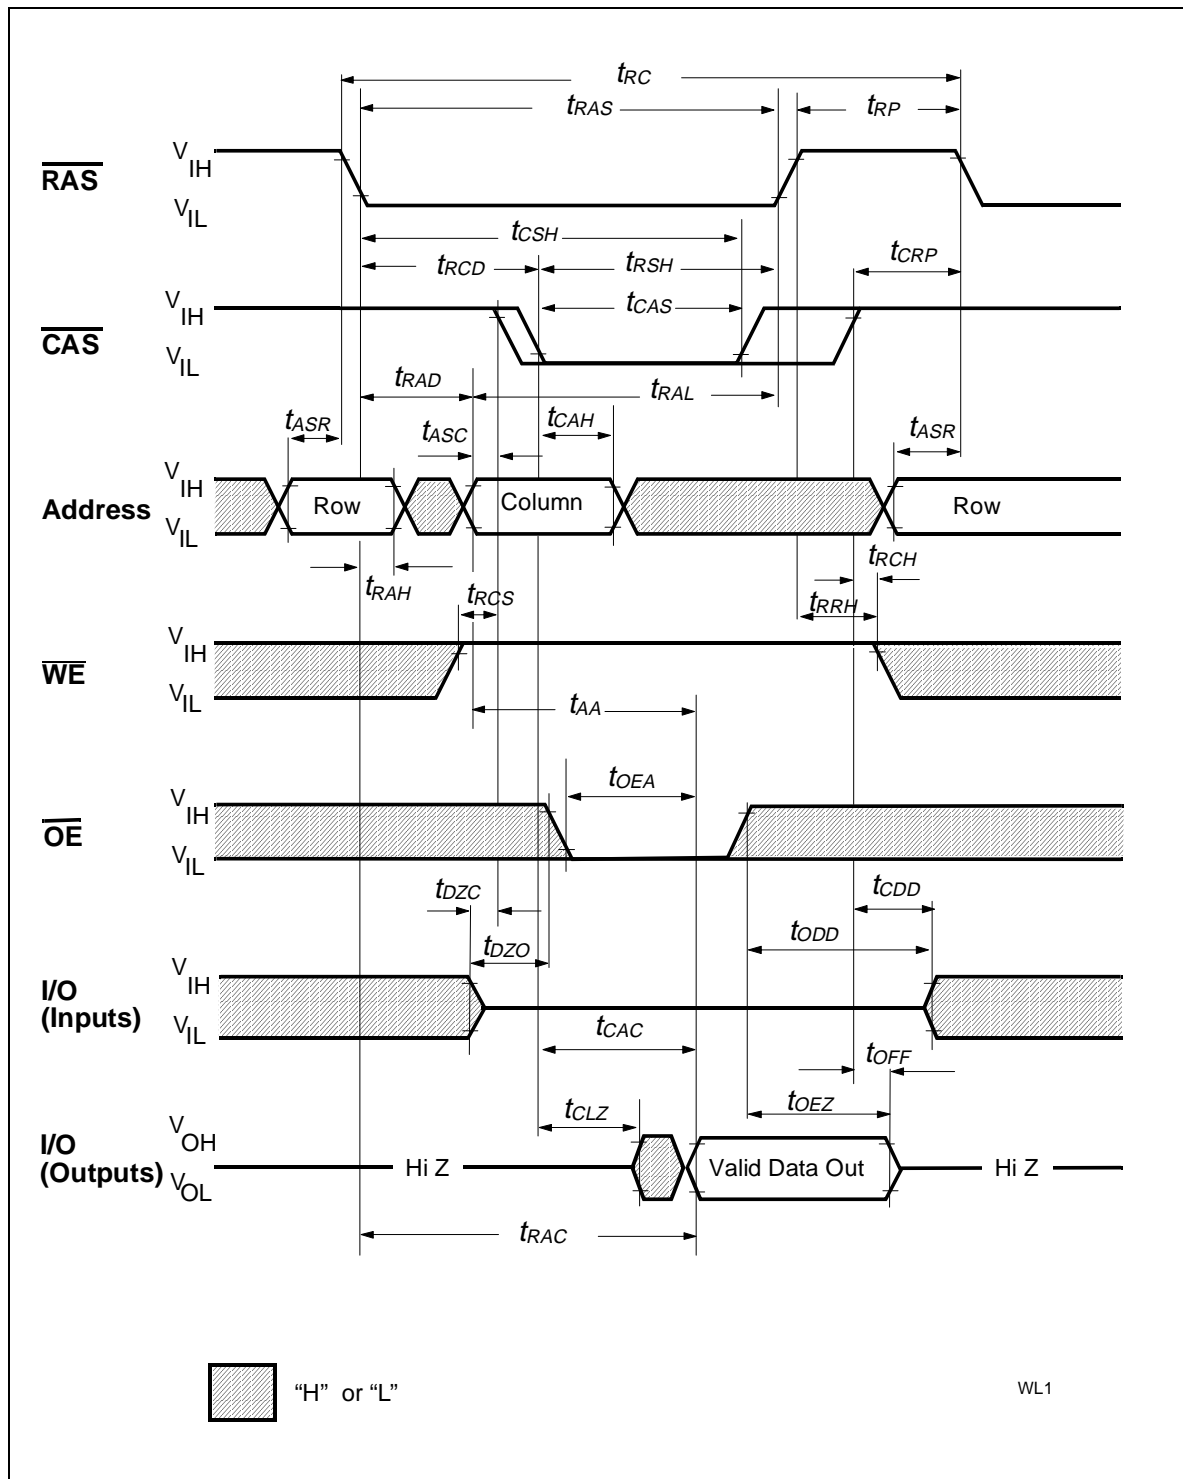 tRC
tRAS
tRP
RAS
VIH
VIL
tCSH
tRCD
tRSH
tCRP
tCAS
CAS
VIH
VIL
tRAD
tRAL
tASR
tASC
tCAH
tASR
Address
VIH
VIL
Row
Column
Row
tRAH
tRCS
tRCH
tRRH
WE
VIH
VIL
tAA
tOEA
OE
VIH
VIL
tDZC
tCDD
tDZO
tODD
I/O
(Inputs)
VIH
VIL
tCAC
tOFF
tCLZ
tOEZ
I/O
(Outputs)
VOH
VOL
Hi Z
Valid Data Out
Hi Z
tRAC
“H” or “L”
WL1